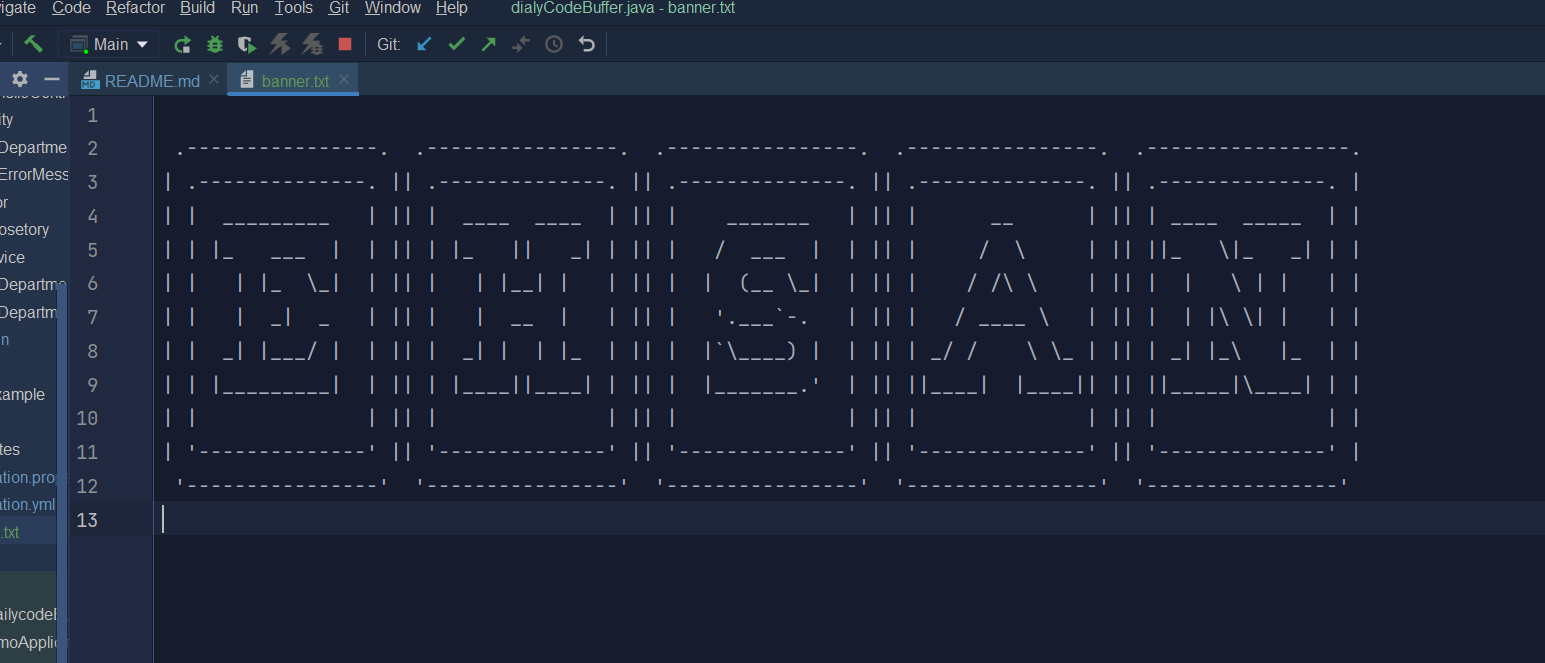 vigate Code Refactor Build Run Tools Git Window Help dialyCodeBuffer.java - banner.txt
Main Git:
README.md banner.txt
ity
Departme
ErrorMess
or
osetory
vice
Departme
Departm
n
xample
tes
ation.prop
ation.yml
.txt
ailycodeB
moApplic
1
2   .----------------.  .----------------.  .----------------.  .----------------.  .-----------------.
3  | .--------------. || .--------------. || .--------------. || .--------------. || .--------------. |
4  | |  _________   | || |  ____  ____  | || |    _______   | || |      __      | || | ____  _____  | |
5  | | |_   ___  |  | || | |_   ||   _| | || |   /  ___  |  | || |     /  \     | || ||_   \|_   _| | |
6  | |   | |_  \_|  | || |   | |__| |   | || |  |  (__ \_|  | || |    / /\ \    | || |  |   \ | |   | |
7  | |   |  _|  _   | || |   |  __  |   | || |   '.___`-.   | || |   / ____ \   | || |  | |\ \| |   | |
8  | |  _| |___/ |  | || |  _| |  | |_  | || |  |`\____) |  | || | _/ /    \ \_ | || | _| |_\   |_  | |
9  | | |_________|  | || | |____||____| | || |  |_______.'  | || ||____|  |____|| || ||_____|\____| | |
10 | |              | || |              | || |              | || |              | || |              | |
11 | '--------------' || '--------------' || '--------------' || '--------------' || '--------------' |
12  '----------------'  '----------------'  '----------------'  '----------------'  '----------------'
13